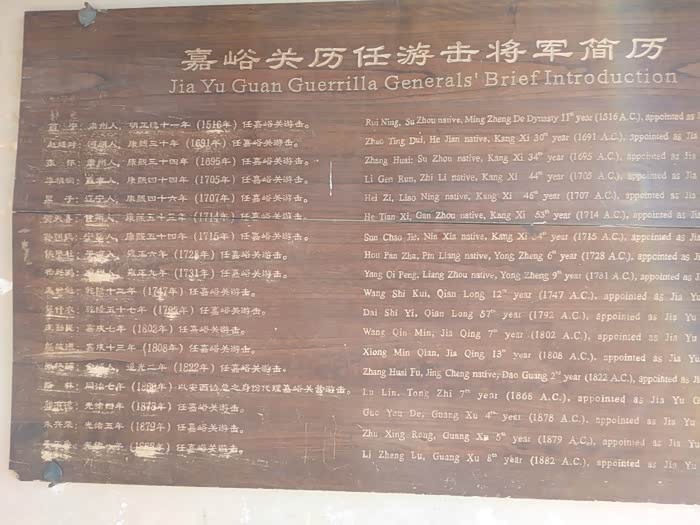 嘉峪关历任游击将军简历
Jia Yu Guan Guerrilla Generals' Brief Introduction
芮宁：肃州人，明正德十一年（1516年）任嘉峪关游击。
河间人，康熙三十年（1691年）任嘉峪关游击。
肃州人，康熙三十四年（1695年）任嘉峪关游击。
直隶人，康熙四十四年（1705年）任嘉峪关游击。
黑子：辽宁人，康熙四十六年（1707年）任嘉峪关游击。
贺天喜：甘州人，康熙五十三年（1714年）任嘉峪关游击。
宁夏人，康熙五十四年（1715年）任嘉峪关游击。
雍正六年（1728年）任嘉峪关游击。
雍正九年（1731年）任嘉峪关游击。
乾隆十二年（1747年）任嘉峪关游击。
乾隆五十七年（1792年）任嘉峪关游击。
嘉庆七年（1802年）任嘉峪关游击。
嘉庆十三年（1808年）任嘉峪关游击。
道光二年（1822年）任嘉峪关游击。
同治七年（1868年）以安西协总之身份代理嘉峪关营游击。
光绪四年（1878年）任嘉峪关游击。
朱兴荣：光绪五年（1879年）任嘉峪关游击。
任嘉峪关游击。
Rui Ning, Su Zhou native, Ming Zheng De Dynasty 11th year (1516 A.C.), appointed as
Zhao Ting Dui, He Jian native, Kang Xi 30th year (1691 A.C.), appointed as Jia
Zhang Huai: Su Zhou native, Kang Xi 34th year (1695 A.C.), appointed as Jia
Li Gen Run, Zhi Li native, Kang Xi 44th year (1705 A.C.), appointed as Jia
Hei Zi, Liao Ning native, Kang Xi 46th year (1707 A.C.), appointed as Jia
He Tian Xi, Gan Zhou native, Kang Xi 53th year (1714 A.C.), appointed as Jia
Sun Chao Jie, Nin Xia native, Kang Xi 54th year (1715 A.C.), appointed as Jia
Hou Pan Zha, Pin Liang native, Yong Zheng 6th year (1728 A.C.), appointed as Jia
Yang Qi Peng, Liang Zhou native, Yong Zheng 9th year (1731 A.C.), appointed as Jia
Wang Shi Kui, Qian Long 12th year (1747 A.C.), appointed as Jia Yu
Dai Shi Yi, Qian Long 57th year (1792 A.C.), appointed as Jia Yu
Wang Qin Min, Jia Qing 7th year (1802 A.C.), appointed as Jia Yu
Xiong Min Qian, Jia Qing 13th year (1808 A.C.), appointed as Jia Yu
Zhang Husi Fu, Jing Cheng native, Dao Guang 2nd year (1822 A.C.), appointed as Jia
Lu Lin, Tong Zhi 7th year (1868 A.C.), appointed as Jia Yu G
Guo You De, Guang Xu 4th year (1878 A.C.), appointed as Jia Yu
Zhu Xing Rong, Guang Xu 5th year (1879 A.C.), appointed as Jia Yu
Li Zheng Lu, Guang Xu 8th year (1882 A.C.), appointed as Jia Yu